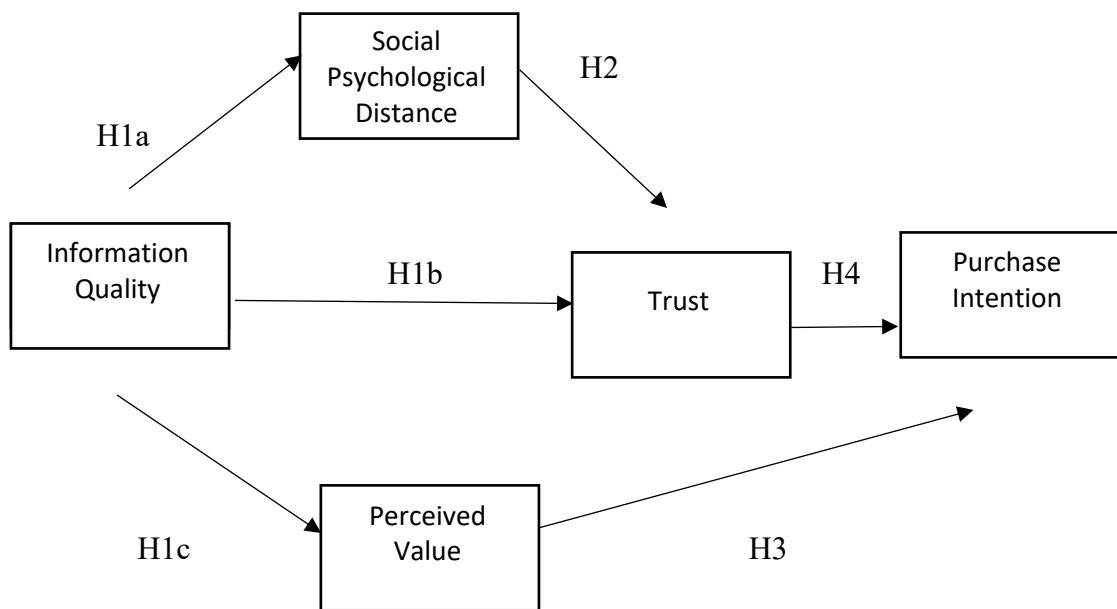 Social
Psychological
Distance
H2
H1a
Information
Quality
H1b
Trust
H4
Purchase
Intention
Perceived
Value
H1c
H3